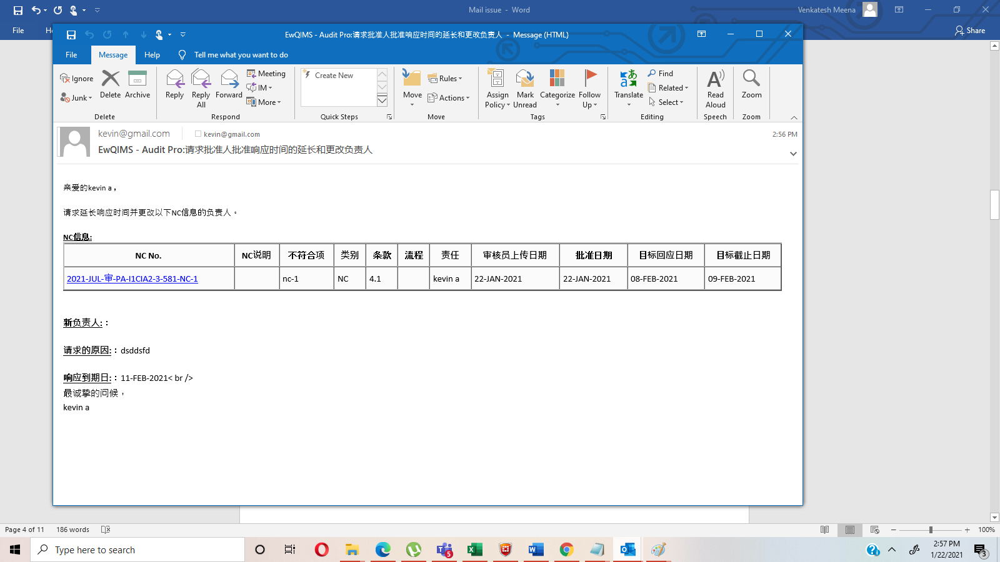 Mail issue - Word
Venkatesh Meena
File
Share
EwQIMS - Audit Pro:请求批准人批准响应时间的延长和更改负责人 - Message (HTML)
File Message Help Tell me what you want to do
Ignore
Junk
Delete
Archive
Delete
Reply
Reply All
Forward
Meeting
IM
More
Respond
Create New
Quick Steps
Move
Rules
Actions
Move
Assign Policy
Mark Unread
Categorize
Follow Up
Tags
Translate
Find
Related
Select
Editing
Read Aloud
Speech
Zoom
Zoom
kevin@gmail.com kevin@gmail.com 2:56 PM
EwQIMS - Audit Pro:请求批准人批准响应时间的延长和更改负责人
亲爱的kevin a，
请求延长响应时间并更改以下NC信息的负责人。
NC信息:
NC No. NC说明 不符合项 类别 条款 流程 责任 审核员上传日期 批准日期 目标回应日期 目标截止日期
2021-JUL-审-PA-I1CIA2-3-581-NC-1 nc-1 NC 4.1 kevin a 22-JAN-2021 22-JAN-2021 08-FEB-2021 09-FEB-2021
新负责人:：
请求的原因:：dsddsfd
响应到期日:：11-FEB-2021< br />
最诚挚的问候，
kevin a
Page 4 of 11 186 words 100%
Type here to search
5
2:57 PM
1/22/2021
3